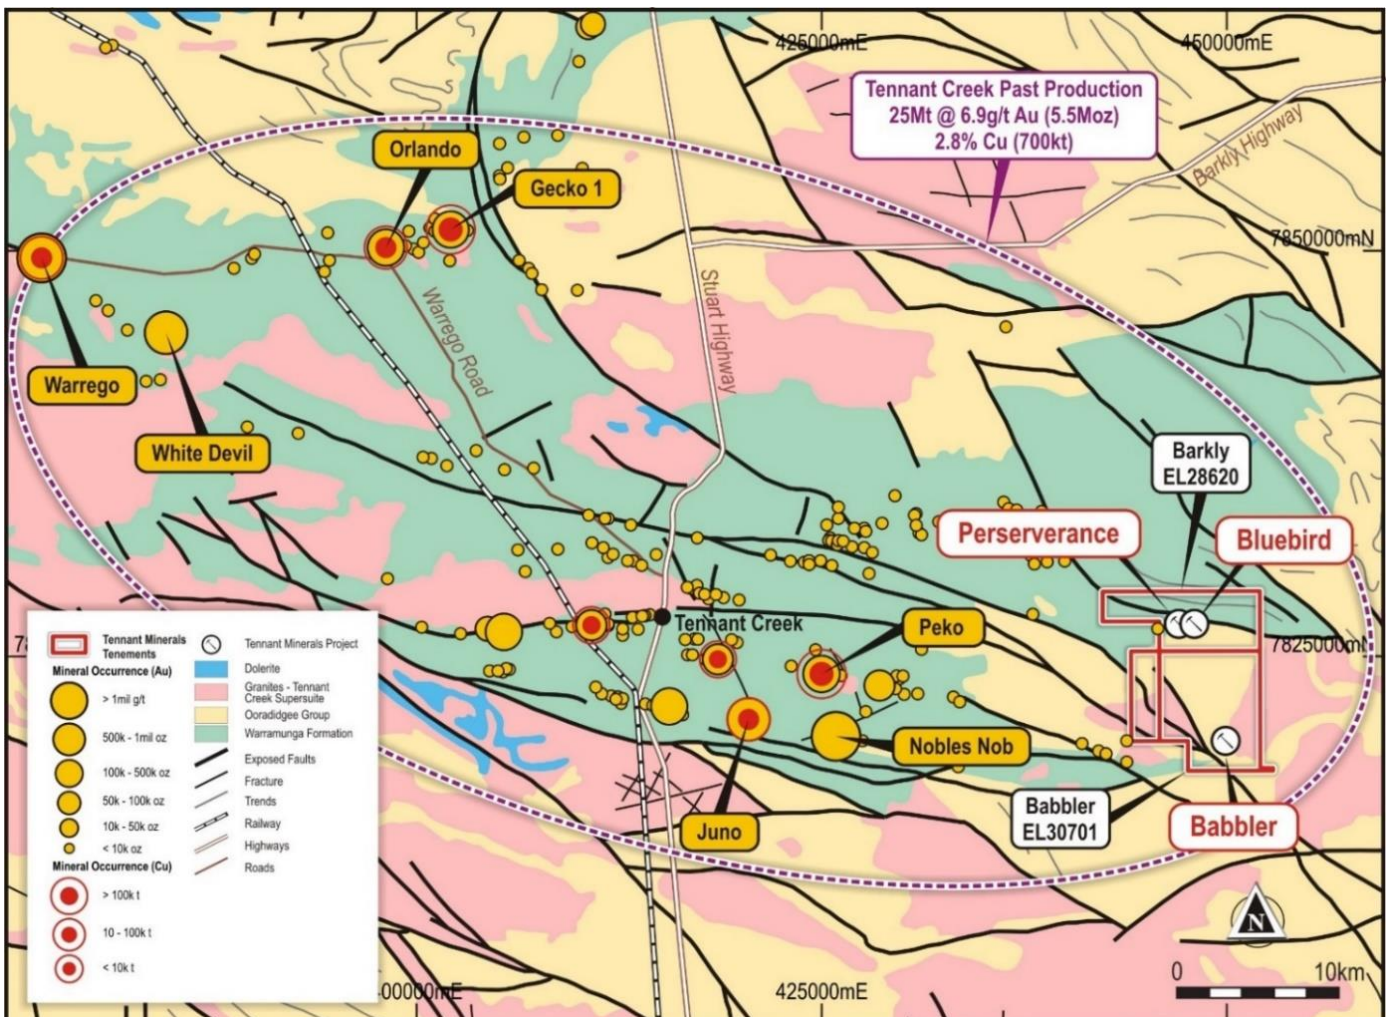 425000mE
450000mE
Tennant Creek Past Production
25Mt @ 6.9g/t Au (5.5Moz)
2.8% Cu (700kt)
Barkly Highway
Orlando
Gecko 1
7850000mN
Stuart Highway
Warrego Road
Warrego
White Devil
Barkly
EL28620
Perserverance
Bluebird
Tennant Creek
Peko
7825000mN
Nobles Nob
Juno
Babbler
EL30701
Babbler
78
Tennant Minerals
Tenements
Mineral Occurrence (Au)
> 1mil g/t
500k - 1mil oz
100k - 500k oz
50k - 100k oz
10k - 50k oz
< 10k oz
Mineral Occurrence (Cu)
> 100k t
10 - 100k t
< 10k t
Tennant Minerals Project
Dolerite
Granites - Tennant
Creek Supersuite
Ooradidgee Group
Warramunga Formation
Exposed Faults
Fracture
Trends
Railway
Highways
Roads
00000mE
425000mE
N
0
10km